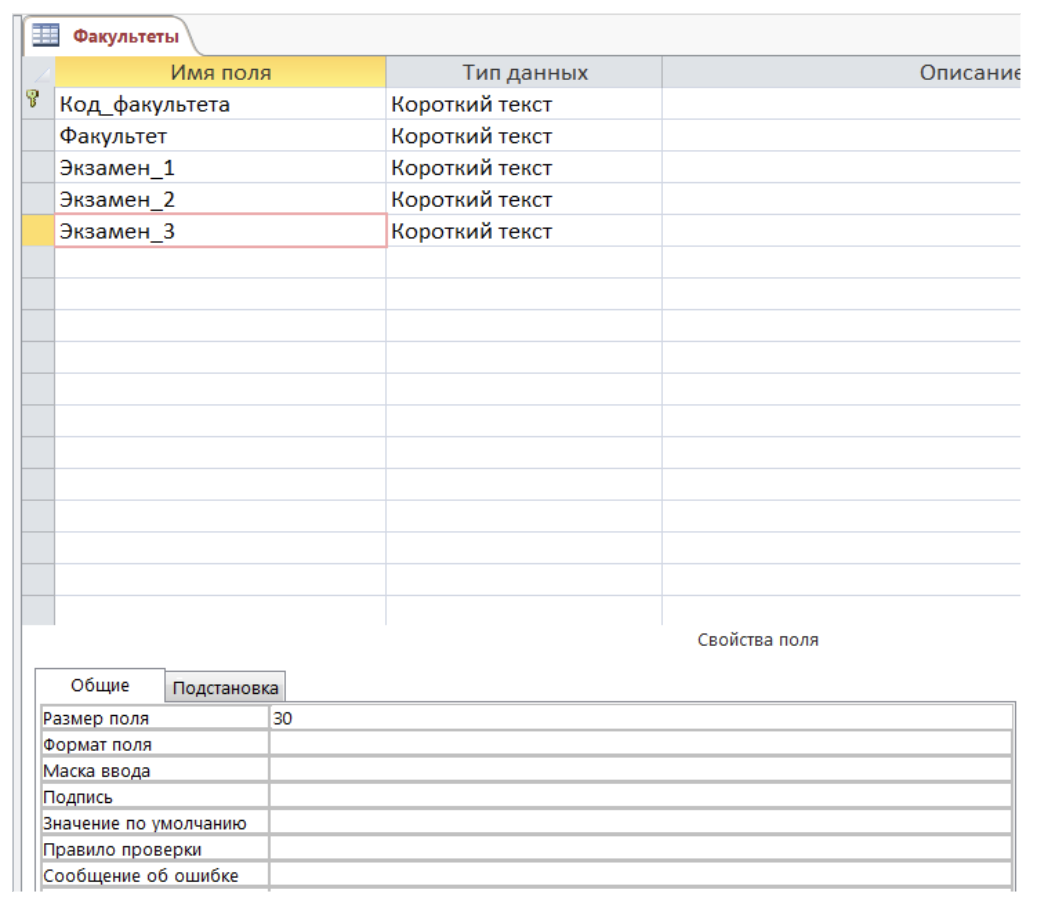 Факультеты
Имя поля Тип данных Описание
Код_факультета Короткий текст
Факультет Короткий текст
Экзамен_1 Короткий текст
Экзамен_2 Короткий текст
Экзамен_3 Короткий текст
Свойства поля
Общие Подстановка
Размер поля 30
Формат поля
Маска ввода
Подпись
Значение по умолчанию
Правило проверки
Сообщение об ошибке